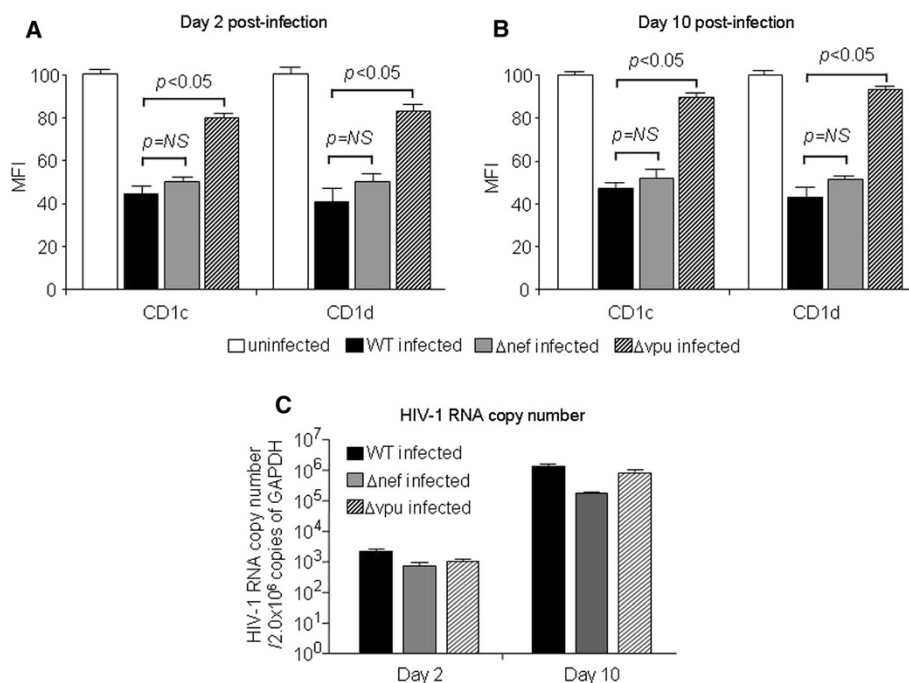 A
Day 2 post-infection
MFI
100
80
60
40
20
0
p<0.05
p=NS
p<0.05
p=NS
CD1c
CD1d
B
Day 10 post-infection
MFI
100
80
60
40
20
0
p<0.05
p=NS
p<0.05
p=NS
CD1c
CD1d
uninfected WT infected Δnef infected Δvpu infected
C
HIV-1 RNA copy number
HIV-1 RNA copy number
/2.0x10⁶ copies of GAPDH
10⁷
10⁶
10⁵
10⁴
10³
10²
10¹
10⁰
WT infected
Δnef infected
Δvpu infected
Day 2
Day 10